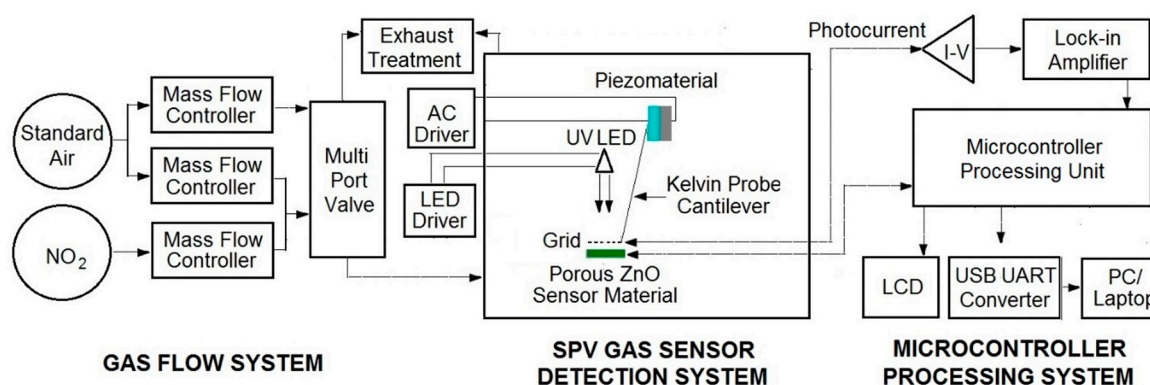 Standard
Air
NO2
Mass Flow
Controller
Mass Flow
Controller
Mass Flow
Controller
Multi
Port
Valve
Exhaust
Treatment
AC
Driver
LED
Driver
Piezomaterial
UV LED
Kelvin Probe
Cantilever
Grid
Porous ZnO
Sensor Material
Photocurrent
I-V
Lock-in
Amplifier
Microcontroller
Processing Unit
LCD
USB UART
Converter
PC/
Laptop
GAS FLOW SYSTEM
SPV GAS SENSOR
DETECTION SYSTEM
MICROCONTROLLER
PROCESSING SYSTEM